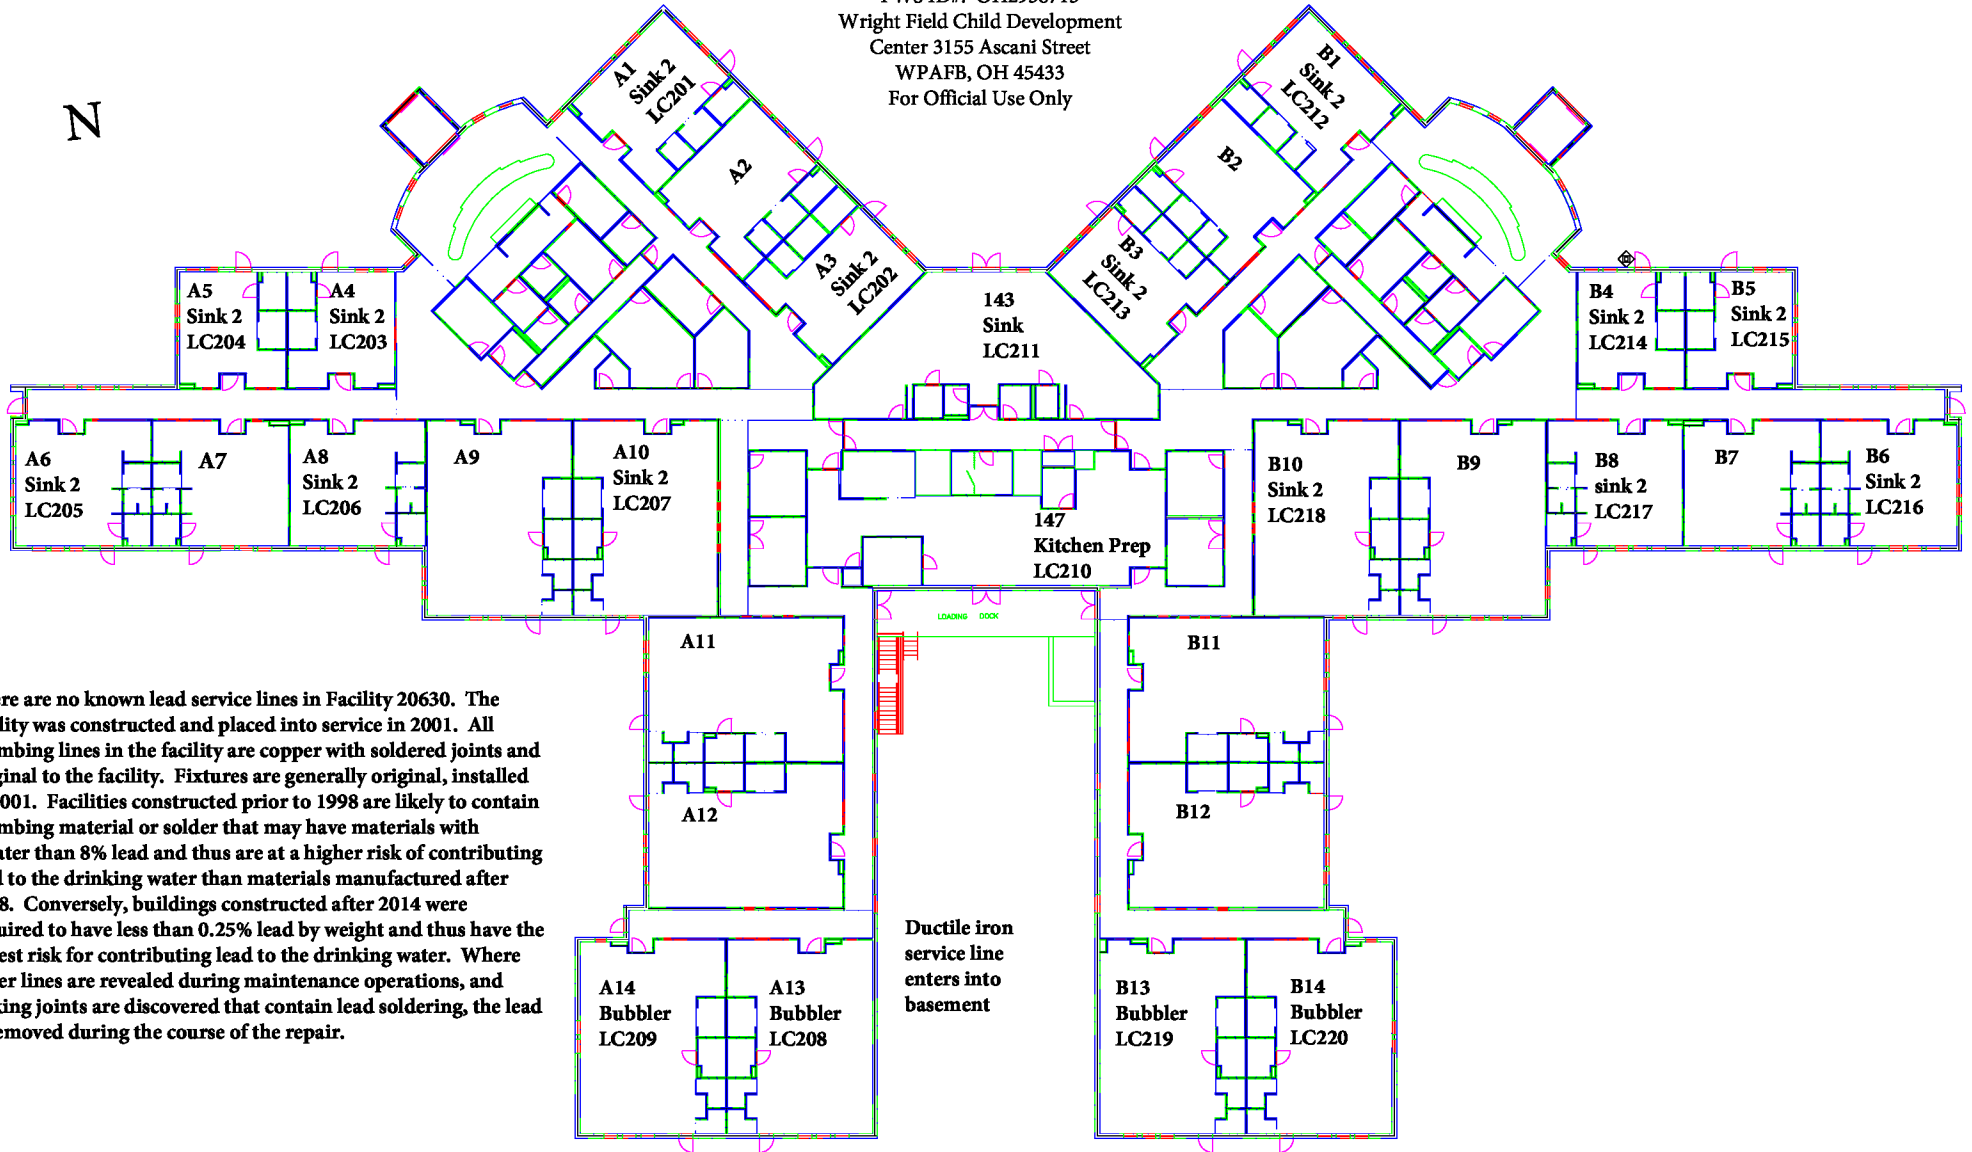 Wright Field Child Development
Center 3155 Ascani Street
WPAFB, OH 45433
For Official Use Only
N
A1
Sink 2
LC201
A2
A3
Sink 2
LC202
B1
Sink 2
LC212
B2
B3
Sink 2
LC213
143
Sink
LC211
A5
Sink 2
LC204
A4
Sink 2
LC203
B4
Sink 2
LC214
B5
Sink 2
LC215
A6
Sink 2
LC205
A7
A8
Sink 2
LC206
A9
A10
Sink 2
LC207
147
Kitchen Prep
LC210
B10
Sink 2
LC218
B9
B8
sink 2
LC217
B7
B6
Sink 2
LC216
LOADING DOCK
A11
B11
A12
B12
ere are no known lead service lines in Facility 20630. The
ility was constructed and placed into service in 2001. All
mbing lines in the facility are copper with soldered joints and
ginal to the facility. Fixtures are generally original, installed
001. Facilities constructed prior to 1998 are likely to contain
mbing material or solder that may have materials with
ater than 8% lead and thus are at a higher risk of contributing
d to the drinking water than materials manufactured after
8. Conversely, buildings constructed after 2014 were
uired to have less than 0.25% lead by weight and thus have the
est risk for contributing lead to the drinking water. Where
er lines are revealed during maintenance operations, and
king joints are discovered that contain lead soldering, the lead
emoved during the course of the repair.
Ductile iron
service line
enters into
basement
A14
Bubbler
LC209
A13
Bubbler
LC208
B13
Bubbler
LC219
B14
Bubbler
LC220